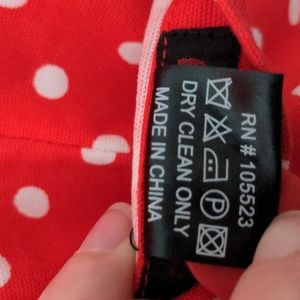 RN # 105523
DRY CLEAN ONLY
MADE IN CHINA